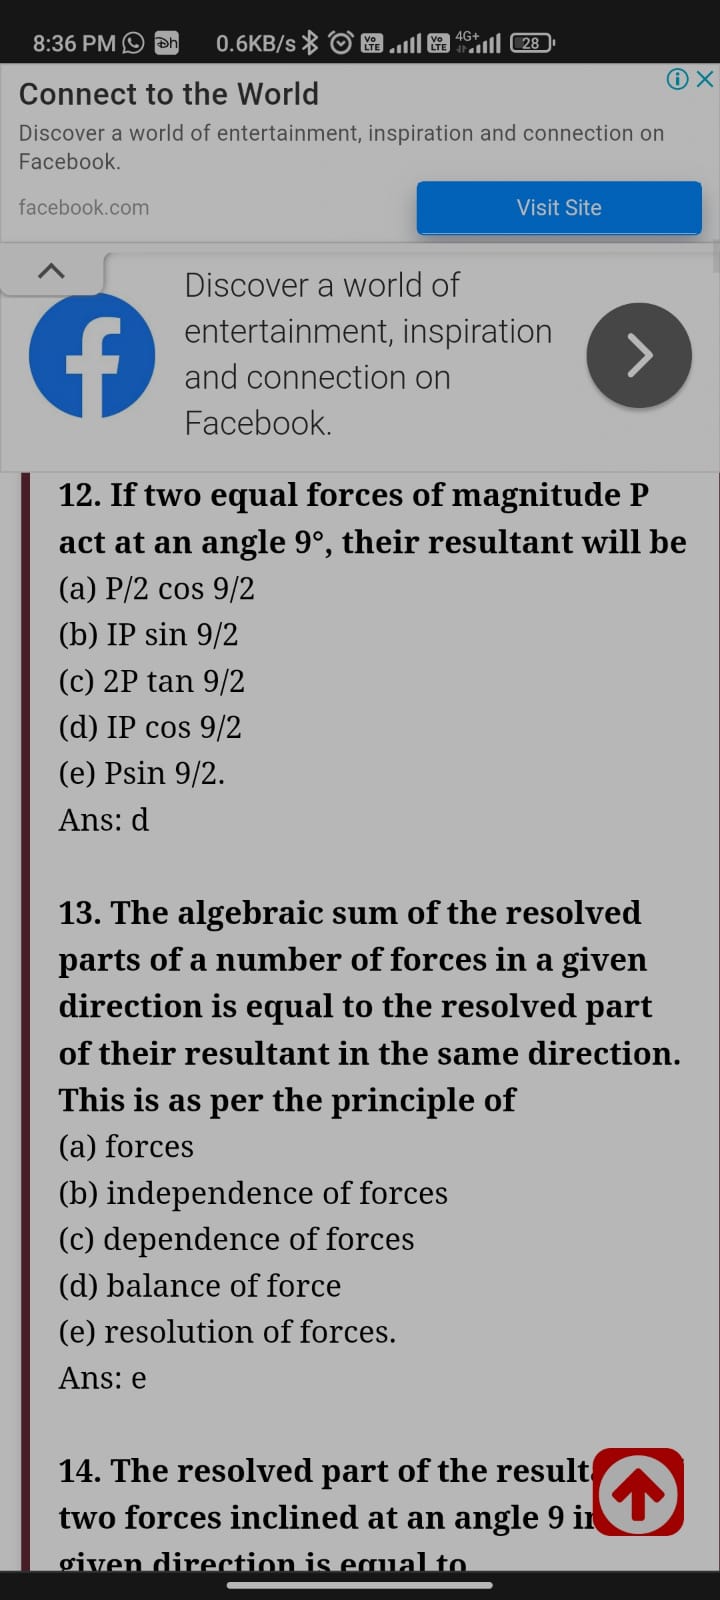 8:36 PM 0.6KB/s Vo LTE Vo LTE 4G+ 28
Connect to the World
Discover a world of entertainment, inspiration and connection on
Facebook.
facebook.com
Visit Site
Discover a world of
entertainment, inspiration
and connection on
Facebook.
12. If two equal forces of magnitude P
act at an angle 9°, their resultant will be
(a) P/2 cos 9/2
(b) IP sin 9/2
(c) 2P tan 9/2
(d) IP cos 9/2
(e) Psin 9/2.
Ans: d
13. The algebraic sum of the resolved
parts of a number of forces in a given
direction is equal to the resolved part
of their resultant in the same direction.
This is as per the principle of
(a) forces
(b) independence of forces
(c) dependence of forces
(d) balance of force
(e) resolution of forces.
Ans: e
14. The resolved part of the
two forces inclined at an angle 9
given direction is equal to